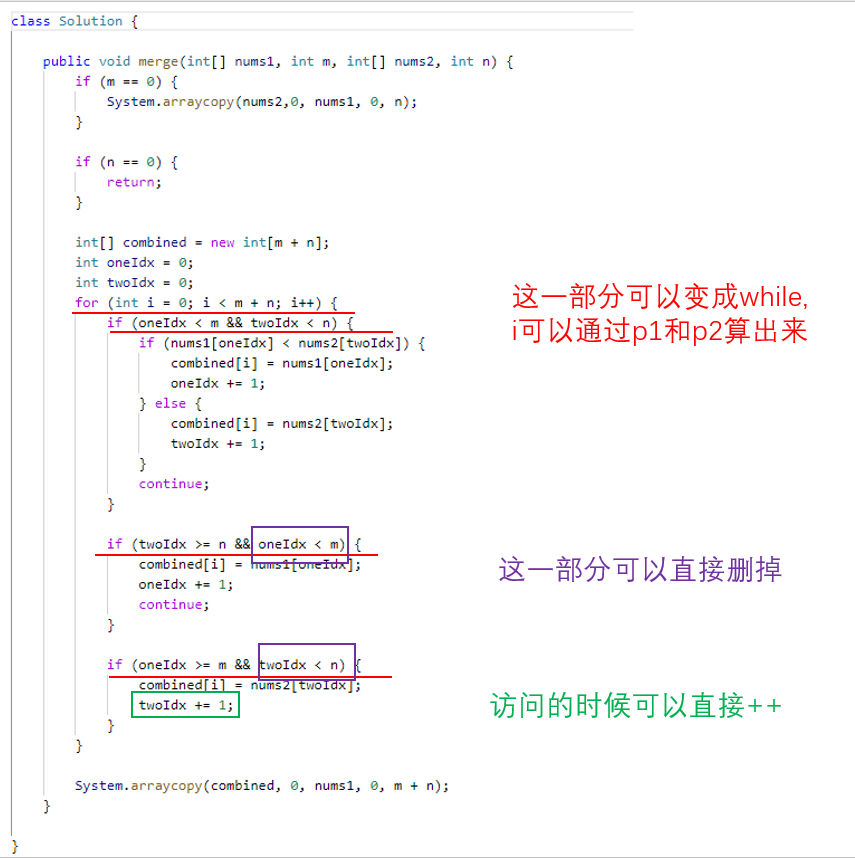 class Solution {
public void merge(int[] nums1, int m, int[] nums2, int n) {
if (m == 0) {
System.arraycopy(nums2,0, nums1, 0, n);
}
if (n == 0) {
return;
}
int[] combined = new int[m + n];
int oneIdx = 0;
int twoIdx = 0;
for (int i = 0; i < m + n; i++) {
if (oneIdx < m && twoIdx < n) {
if (nums1[oneIdx] < nums2[twoIdx]) {
combined[i] = nums1[oneIdx];
oneIdx += 1;
} else {
combined[i] = nums2[twoIdx];
twoIdx += 1;
}
continue;
}
if (twoIdx >= n && oneIdx < m) {
combined[i] = nums1[oneIdx];
oneIdx += 1;
continue;
}
if (oneIdx >= m && twoIdx < n) {
combined[i] = nums2[twoIdx];
twoIdx += 1;
}
}
System.arraycopy(combined, 0, nums1, 0, m + n);
}
}
这一部分可以变成while,
i可以通过p1和p2算出来
这一部分可以直接删掉
访问的时候可以直接++